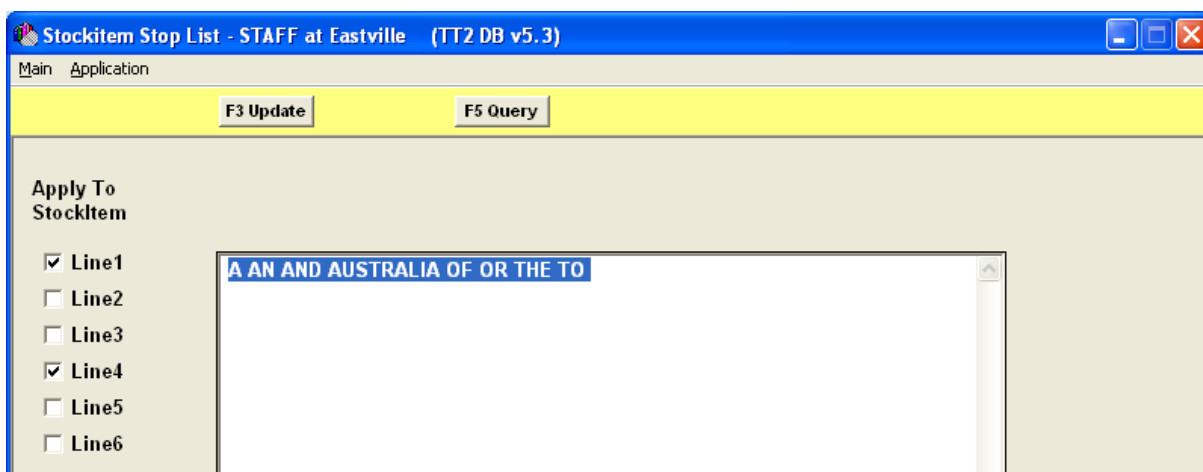 Stockitem Stop List - STAFF at Eastville (TT2 DB v5.3)
Main Application
F3 Update F5 Query
Apply To
StockItem
Line1
A AN AND AUSTRALIA OF OR THE TO
Line2
Line3
Line4
Line5
Line6